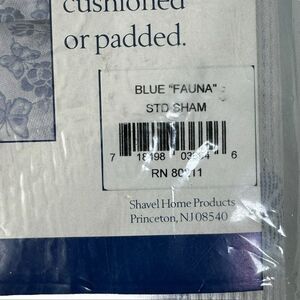 cushioned
or padded.
BLUE "FAUNA"
STD SHAM
Shavel Home Products
Princeton, NJ 08540